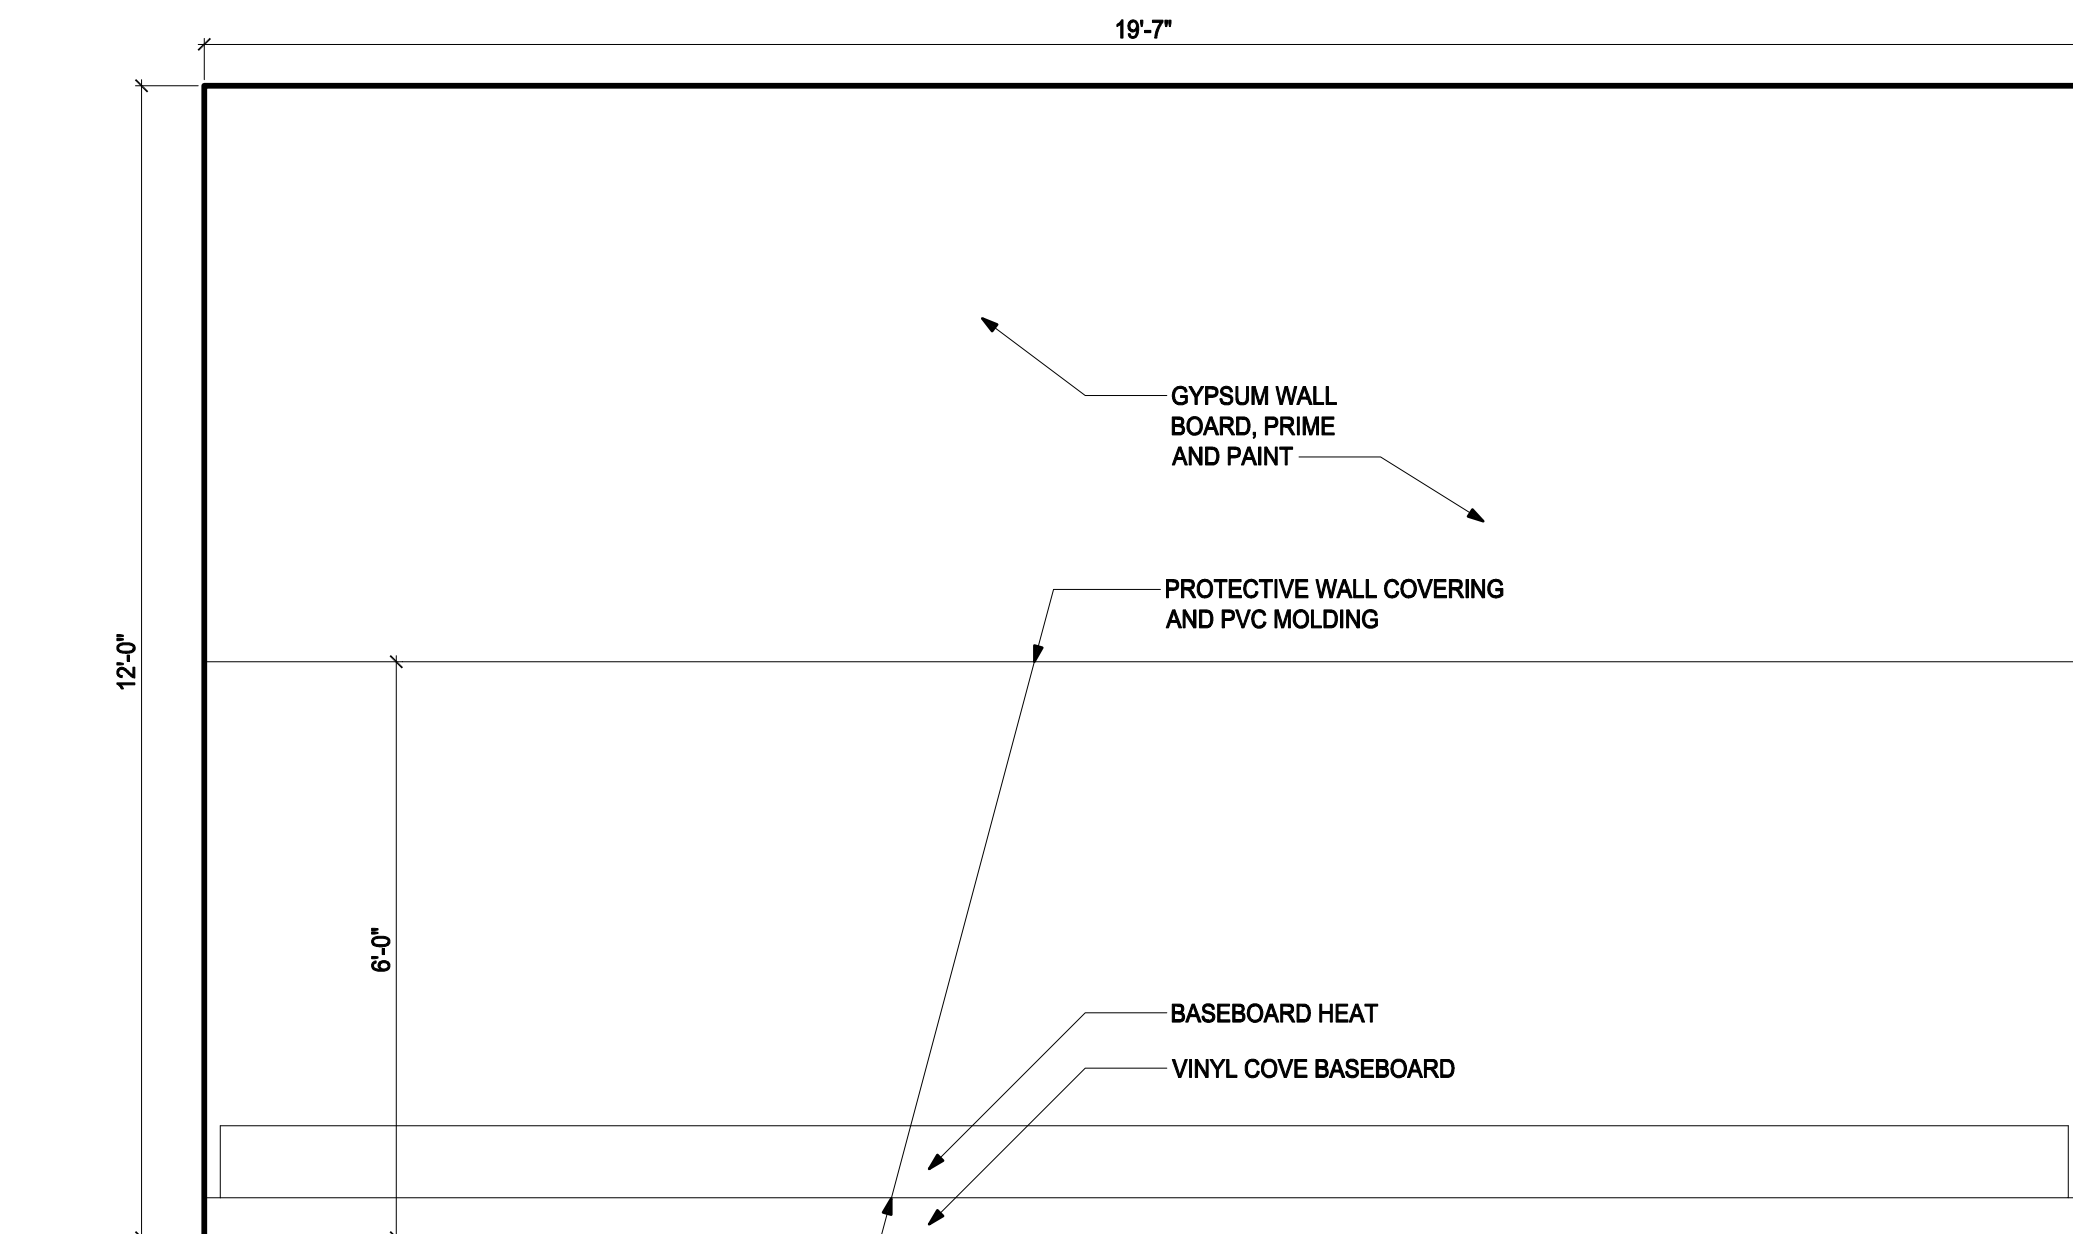 19'-7"
GYPSUM WALL
BOARD, PRIME
AND PAINT
PROTECTIVE WALL COVERING
AND PVC MOLDING
12'-0"
6'-0"
BASEBOARD HEAT
VINYL COVE BASEBOARD